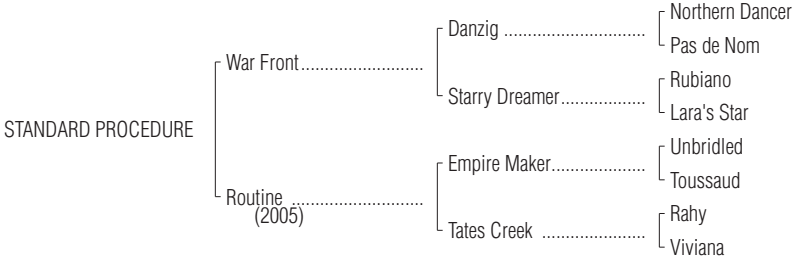 Northern Dancer
Danzig ..............................
Pas de Nom
War Front..........................
Rubiano
Starry Dreamer..................
Lara's Star
STANDARD PROCEDURE
Unbridled
Empire Maker....................
Toussaud
Routine ............................
(2005)
Rahy
Tates Creek ......................
Viviana